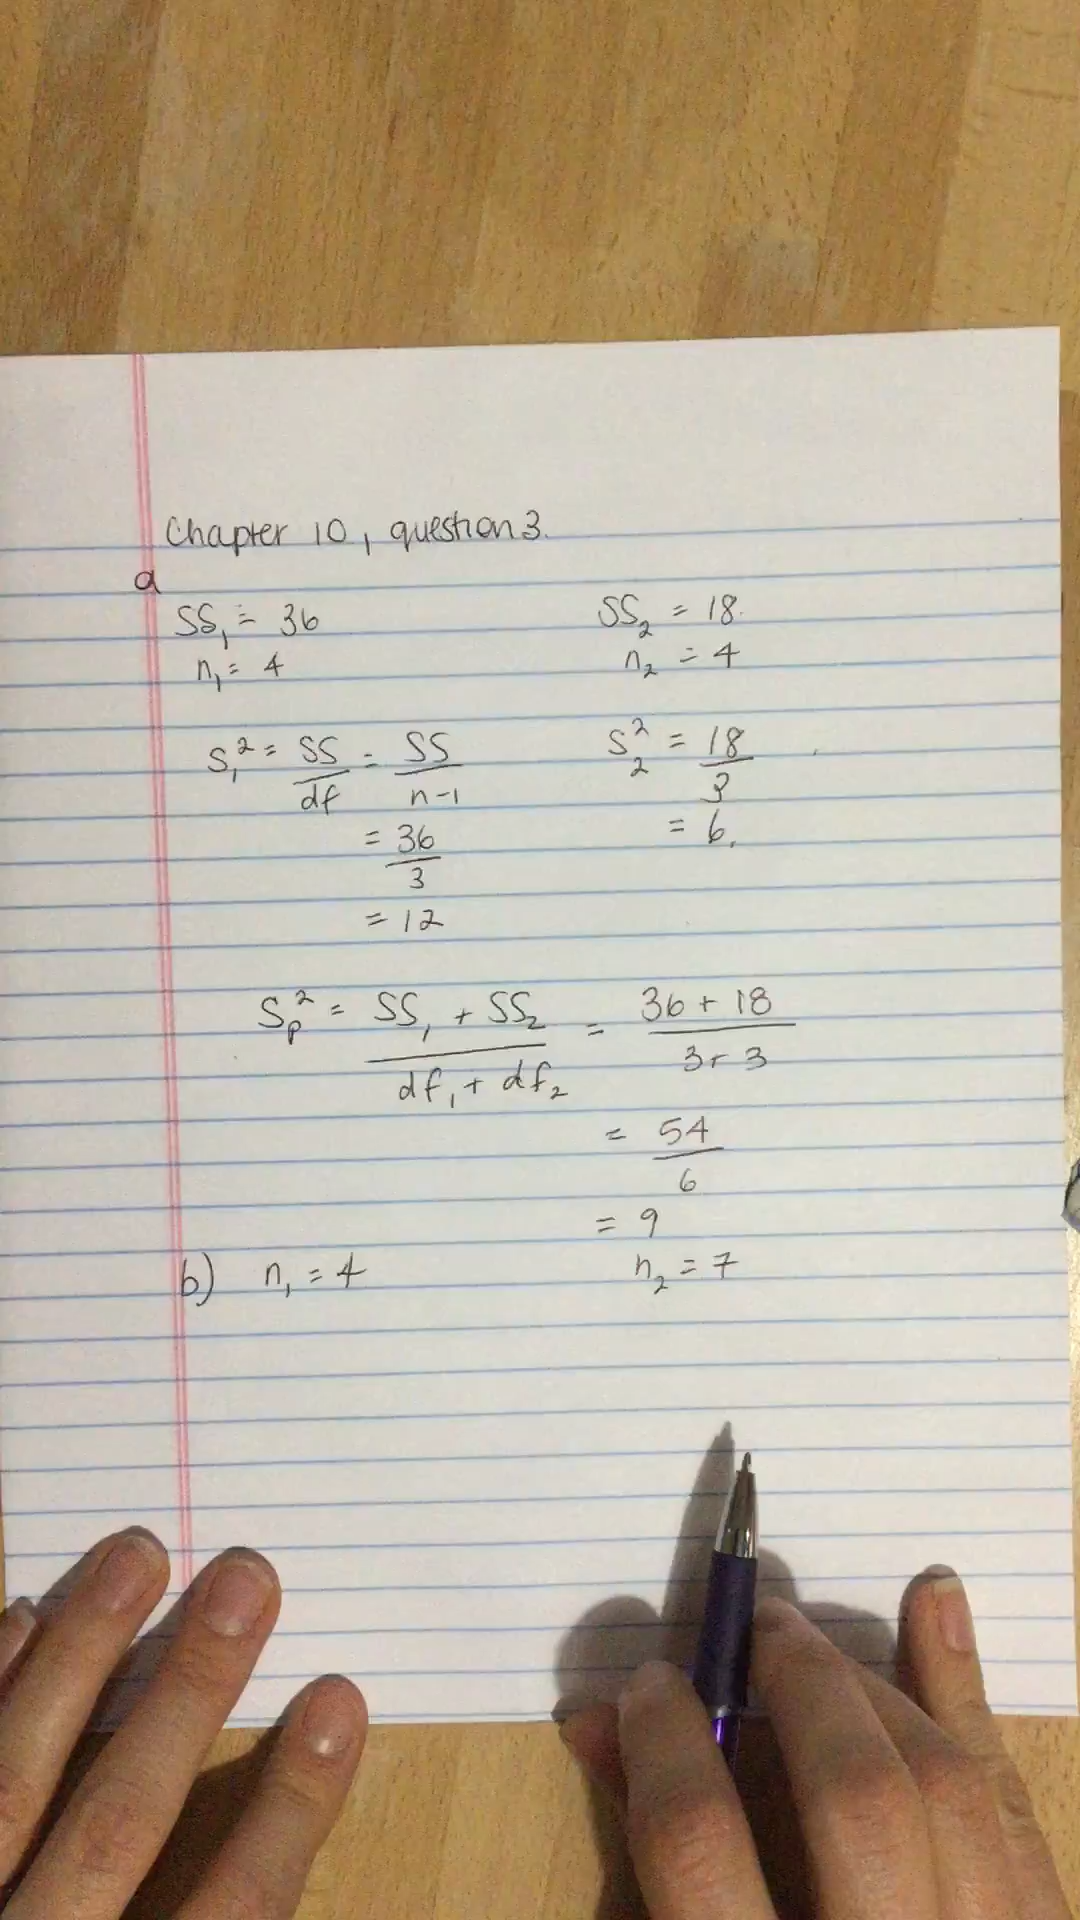 Chapter 10, question 3.
a
SS₁ = 36 SS₂ = 18.
n₁ = 4 n₂ = 4
S₁² = SS/df = SS/n-1 S₂² = 18/3
= 36/3 = 6.
= 12
Sp² = SS₁ + SS₂/df₁ + df₂ = 36 + 18/3+ 3
= 54/6
= 9
b) n₁ = 4 n₂ = 7